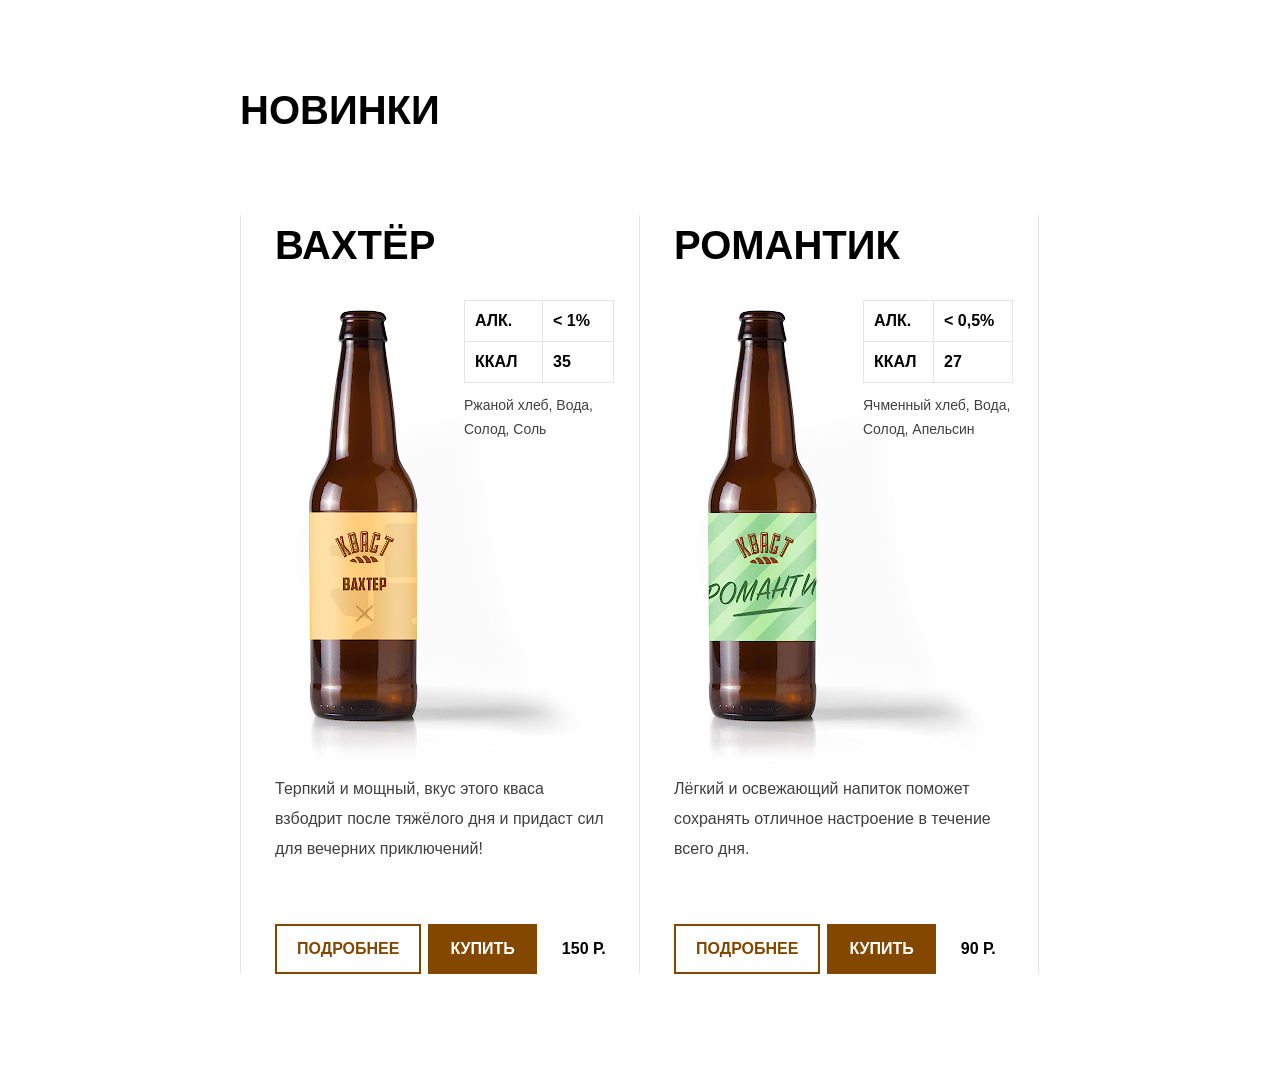 НОВИНКИ
ВАХТЁР
АЛК. < 1%
ККАЛ 35
Ржаной хлеб, Вода,
Солод, Соль
КВАСТ
ВАХТЕР
Терпкий и мощный, вкус этого кваса
взбодрит после тяжёлого дня и придаст сил
для вечерних приключений!
ПОДРОБНЕЕ КУПИТЬ 150 Р.
РОМАНТИК
АЛК. < 0,5%
ККАЛ 27
Ячменный хлеб, Вода,
Солод, Апельсин
КВАСТ
РОМАНТИ
Лёгкий и освежающий напиток поможет
сохранять отличное настроение в течение
всего дня.
ПОДРОБНЕЕ КУПИТЬ 90 Р.